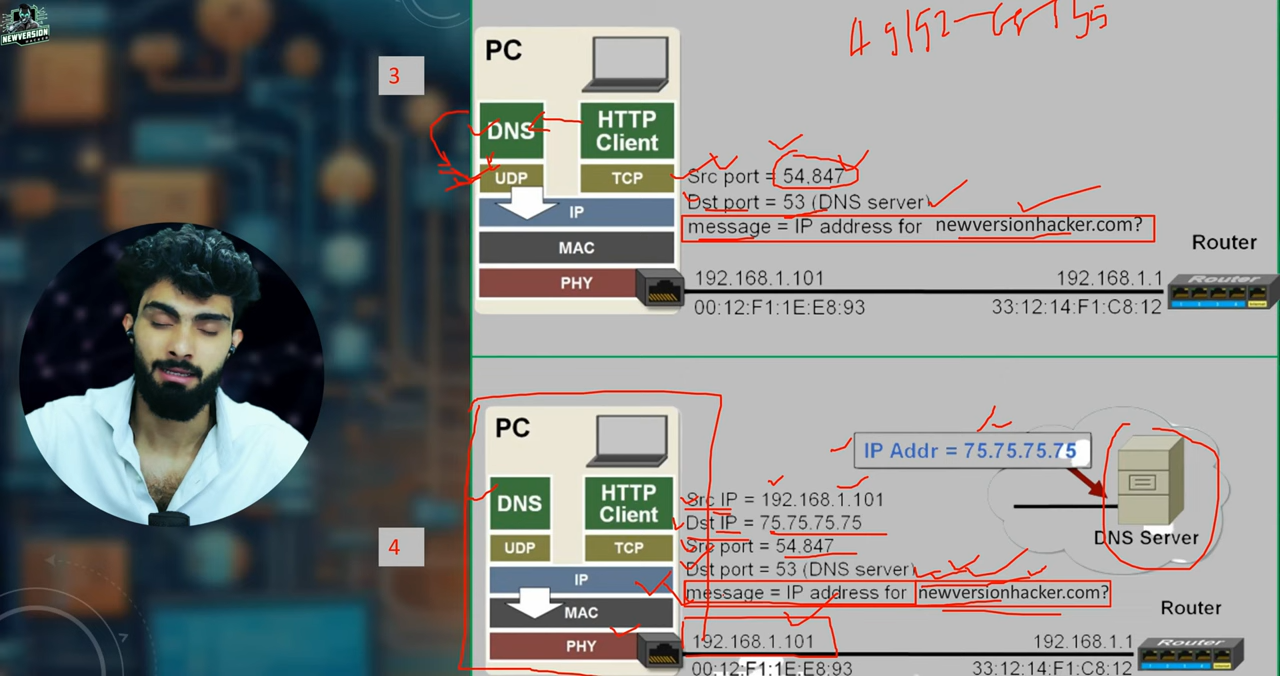 NEWVERSION
HACKER
49152-65535
3
PC
DNS
HTTP
Client
UDP
TCP
IP
MAC
PHY
Src port = 54,847
Dst port = 53 (DNS server)
message = IP address for newversionhacker.com?
Router
Router
192.168.1.101
192.168.1.1
00:12:F1:1E:E8:93
33:12:14:F1:C8:12
4
PC
DNS
HTTP
Client
UDP
TCP
IP
MAC
PHY
IP Addr = 75.75.75.75
DNS Server
Src IP = 192.168.1.101
Dst IP = 75.75.75.75
Src port = 54,847
Dst port = 53 (DNS server)
message = IP address for newversionhacker.com?
Router
Router
192.168.1.101
192.168.1.1
00:12:F1:1E:E8:93
33:12:14:F1:C8:12